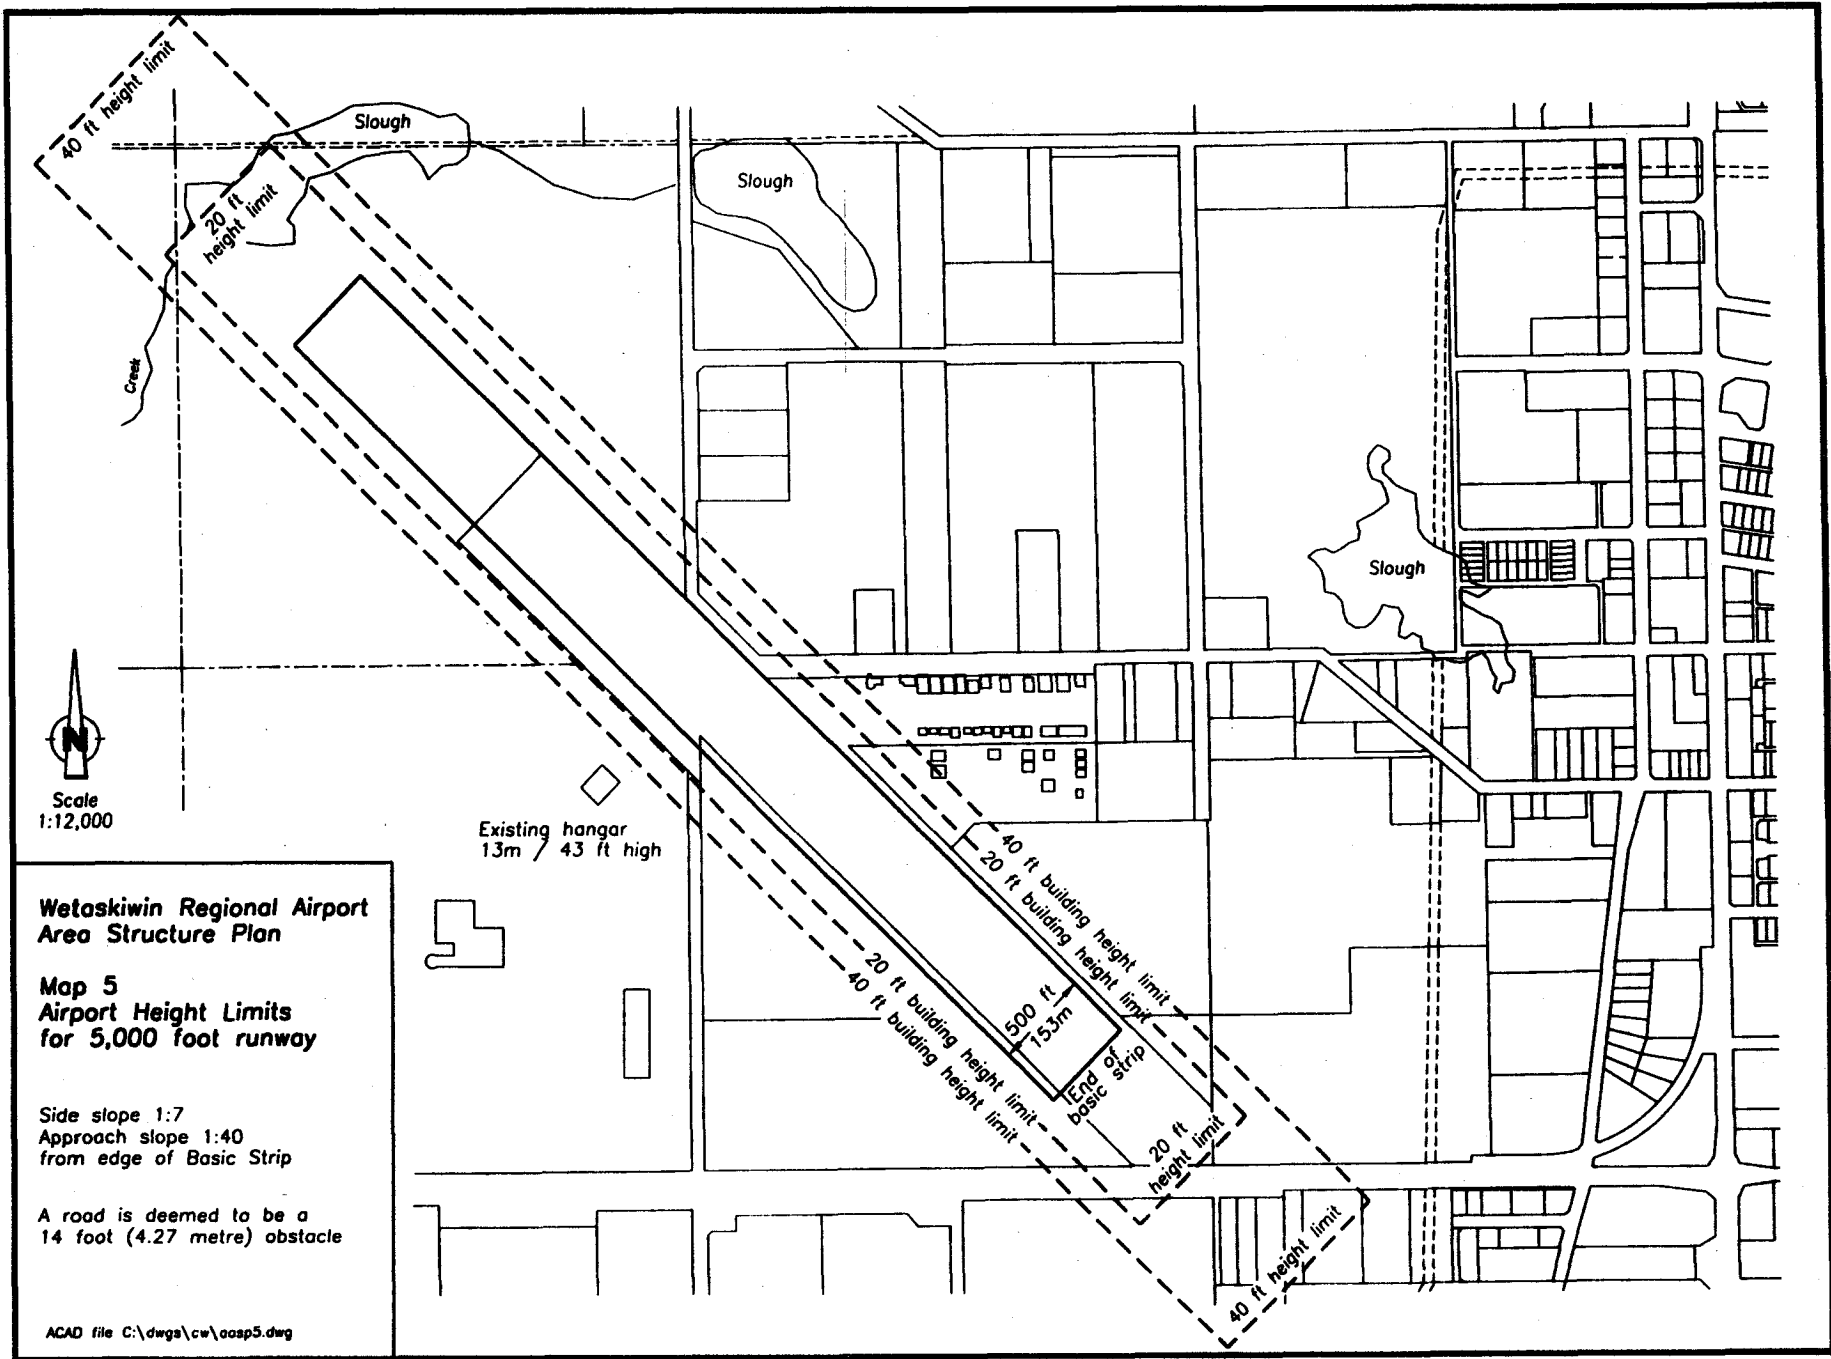 40 ft height limit
Slough
Slough
20 ft
height limit
Creek
Slough
N
Scale
1:12,000
Existing hangar
13m / 43 ft high
40 ft building height limit
20 ft building height limit
20 ft building height limit
40 ft building height limit
500 ft
153m
End of
basic strip
20 ft
height limit
40 ft height limit
Wetaskiwin Regional Airport
Area Structure Plan
Map 5
Airport Height Limits
for 5,000 foot runway
Side slope 1:7
Approach slope 1:40
from edge of Basic Strip
A road is deemed to be a
14 foot (4.27 metre) obstacle
ACAD file C:\dwgs\cw\aasp5.dwg